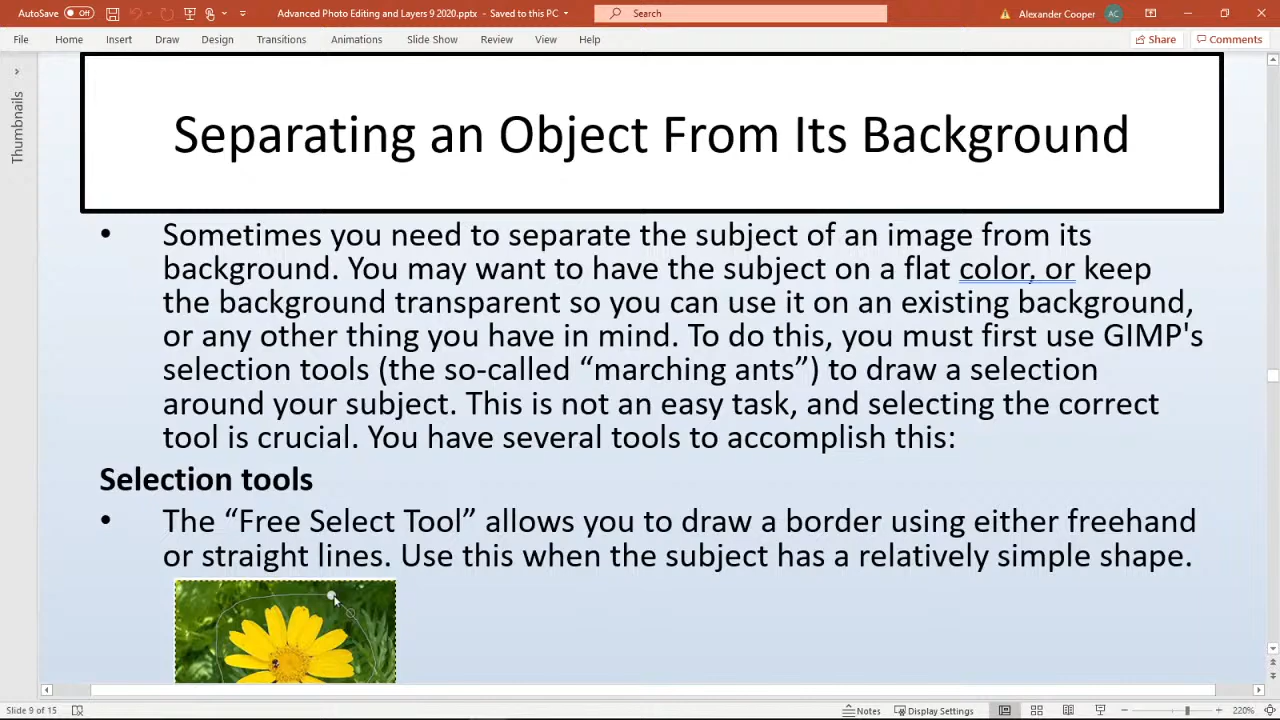 AutoSave Off Advanced Photo Editing and Layers 9 2020.pptx - Saved to this PC Search Alexander Cooper AC
File Home Insert Draw Design Transitions Animations Slide Show Review View Help Share Comments
Thumbnails
Separating an Object From Its Background
• Sometimes you need to separate the subject of an image from its
background. You may want to have the subject on a flat color, or keep
the background transparent so you can use it on an existing background,
or any other thing you have in mind. To do this, you must first use GIMP's
selection tools (the so-called “marching ants”) to draw a selection
around your subject. This is not an easy task, and selecting the correct
tool is crucial. You have several tools to accomplish this:
Selection tools
• The “Free Select Tool” allows you to draw a border using either freehand
or straight lines. Use this when the subject has a relatively simple shape.
Slide 9 of 15 Notes Display Settings 220%